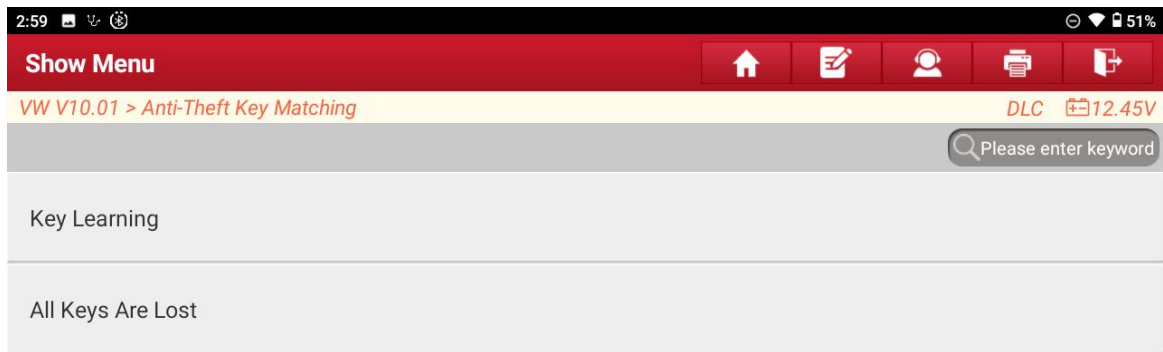 2:59 51%
Show Menu
VW V10.01 > Anti-Theft Key Matching DLC 12.45V
Please enter keyword
Key Learning
All Keys Are Lost